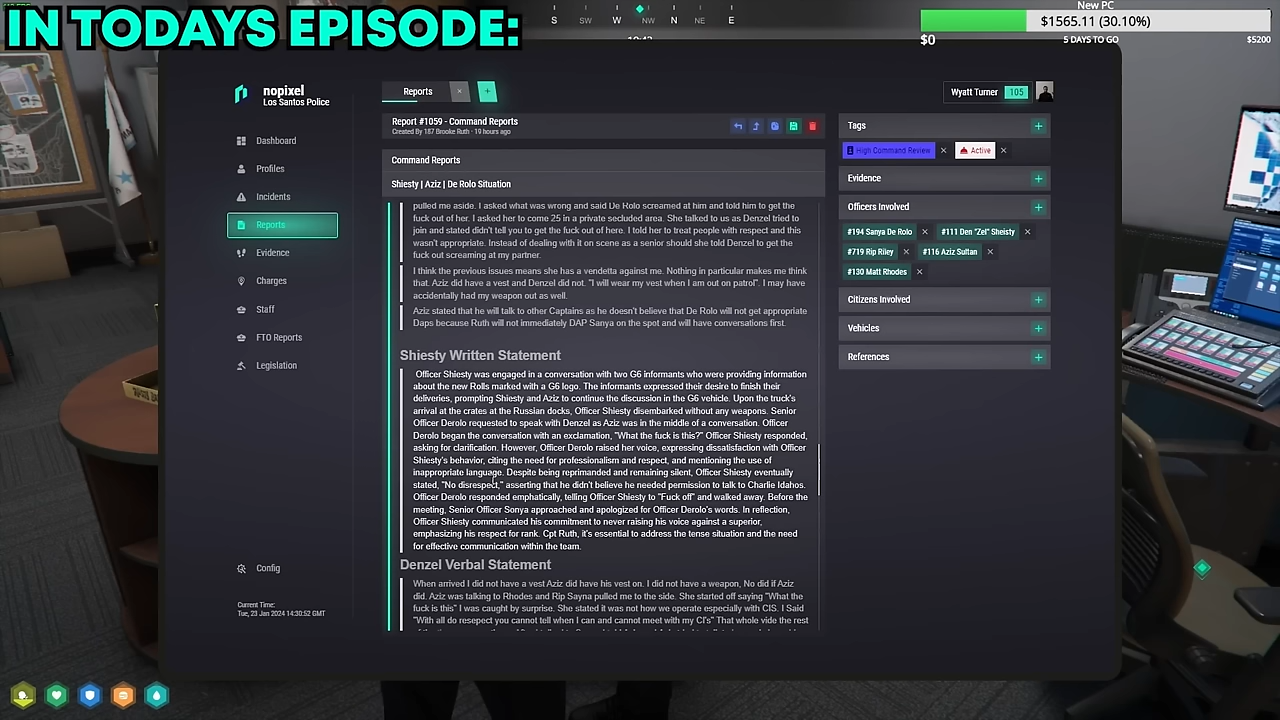 IN TODAYS EPISODE:
S SW W NW N NE E
New PC
$1565.11 (30.10%)
$0
5 DAYS TO GO
$5200
nopixel
Los Santos Police
Dashboard
Profiles
Incidents
Reports
Evidence
Charges
Staff
FTO Reports
Legislation
Config
Current Time:
Tue, 23 Jan 2024 14:30:52 GMT
Reports
×
+
Wyatt Turner 105
Report #1059 - Command Reports
Created By 187 Brooke Ruth - 19 hours ago
Command Reports
Shiesty | Aziz | De Rolo Situation
pulled me aside. I asked what was wrong and said De Rolo screamed at him and told him to get the
fuck out of her. I asked her to come 25 in a private secluded area. She talked to us as Denzel tried to
join and stated didn't tell you to get the fuck out of here. I told her to treat people with respect and this
wasn't appropriate. Instead of dealing with it on scene as a senior should she told Denzel to get the
fuck out screaming at my partner.
I think the previous issues means she has a vendetta against me. Nothing in particular makes me think
that. Aziz did have a vest and Denzel did not. "I will wear my vest when I am out on patrol". I may have
accidentally had my weapon out as well.
Aziz stated that he will talk to other Captains as he doesn't believe that De Rolo will not get appropriate
Daps because Ruth will not immediately DAP Sanya on the spot and will have conversations first.
Shiesty Written Statement
Officer Shiesty was engaged in a conversation with two G6 informants who were providing information
about the new Rolls marked with a G6 logo. The informants expressed their desire to finish their
deliveries, prompting Shiesty and Aziz to continue the discussion in the G6 vehicle. Upon the truck's
arrival at the crates at the Russian docks, Officer Shiesty disembarked without any weapons. Senior
Officer Derolo requested to speak with Denzel as Aziz was in the middle of a conversation. Officer
Derolo began the conversation with an exclamation, "What the fuck is this?" Officer Shiesty responded,
asking for clarification. However, Officer Derolo raised her voice, expressing dissatisfaction with Officer
Shiesty's behavior, citing the need for professionalism and respect, and mentioning the use of
inappropriate language. Despite being reprimanded and remaining silent, Officer Shiesty eventually
stated, "No disrespect," asserting that he didn't believe he needed permission to talk to Charlie Idahos.
Officer Derolo responded emphatically, telling Officer Shiesty to "Fuck off" and walked away. Before the
meeting, Senior Officer Sonya approached and apologized for Officer Derolo's words. In reflection,
Officer Shiesty communicated his commitment to never raising his voice against a superior,
emphasizing his respect for rank. Cpt Ruth, it's essential to address the tense situation and the need
for effective communication within the team.
Denzel Verbal Statement
When arrived I did not have a vest Aziz did have his vest on. I did not have a weapon, No did if Aziz
did. Aziz was talking to Rhodes and Rip Sayna pulled me to the side. She started off saying "What the
fuck is this" I was caught by surprise. She stated it was not how we operate especially with CIS. I Said
"With all do resepect you cannot tell when I can and cannot meet with my CI's" That whole vide the rest
Tags
+
High Command Review ×
Active ×
Evidence
+
Officers Involved
+
#194 Sanya De Rolo ×
#111 Den "Zel" Sheisty ×
#719 Rip Riley ×
#116 Aziz Sultan ×
#130 Matt Rhodes ×
Citizens Involved
+
Vehicles
+
References
+